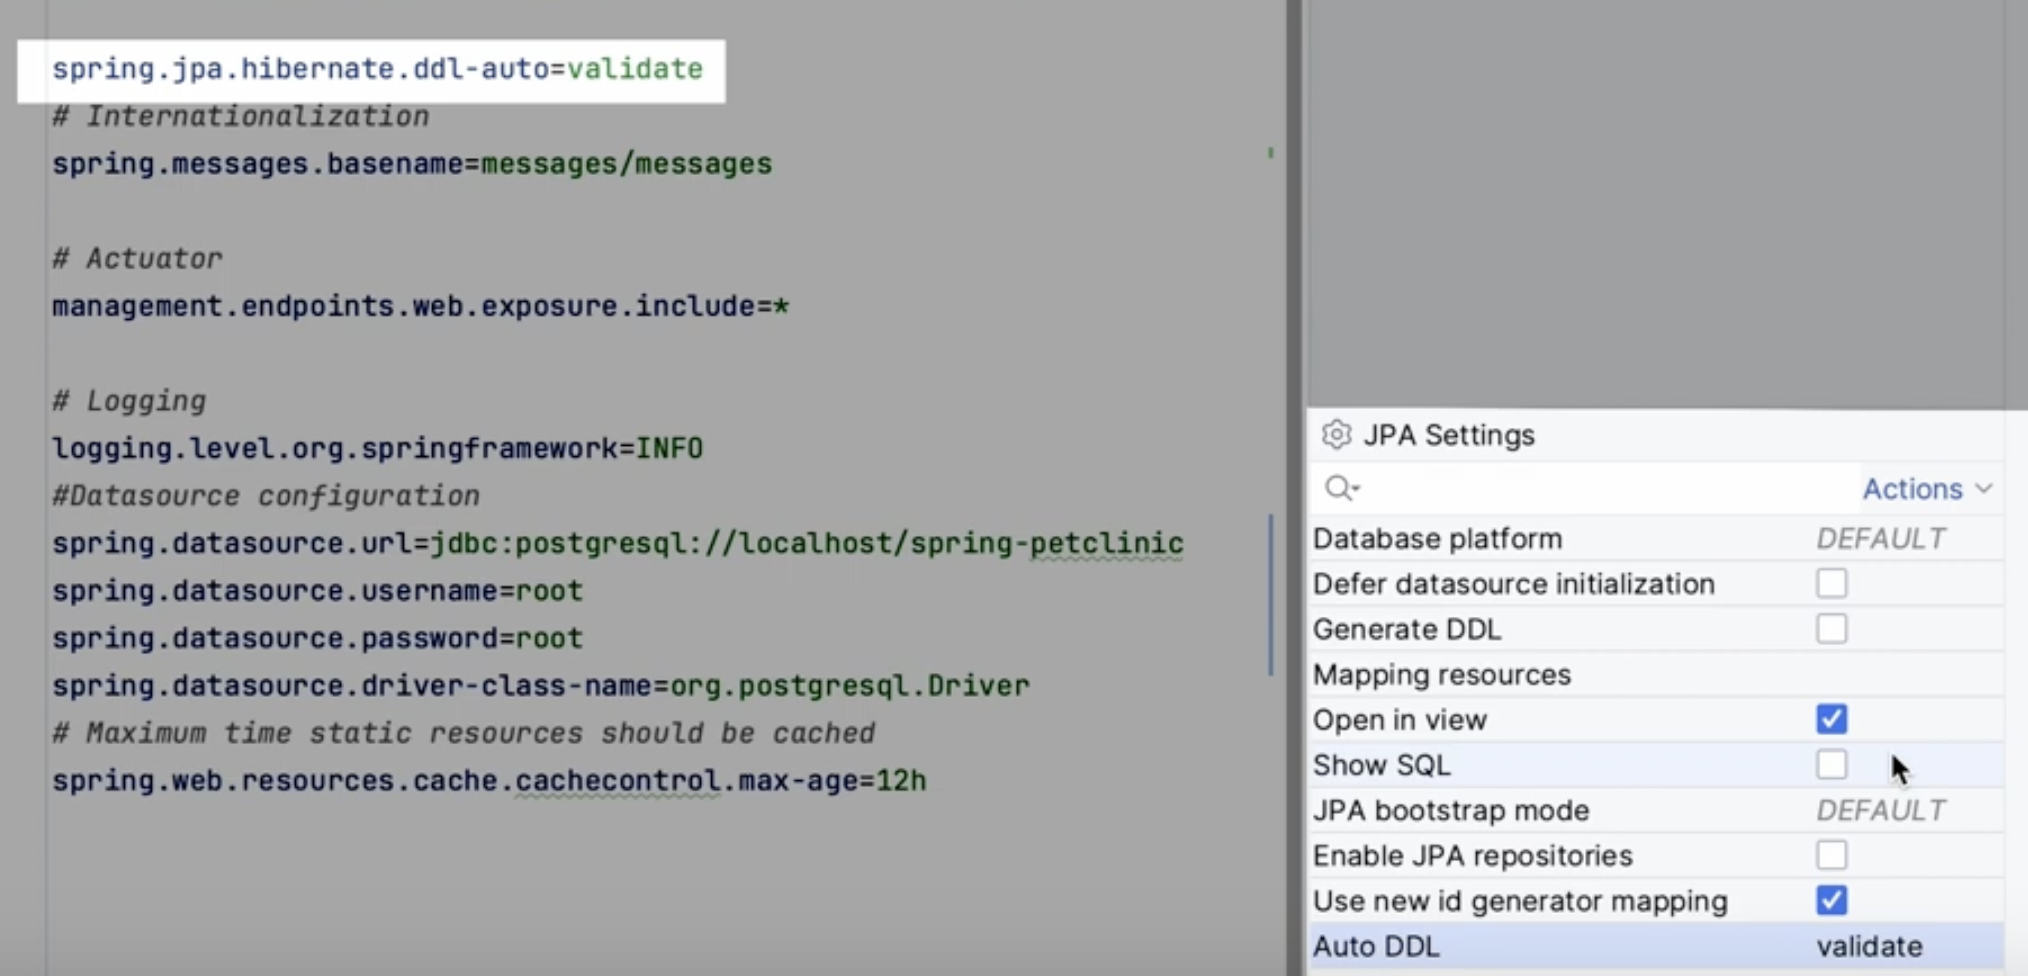 spring.jpa.hibernate.ddl-auto=validate
# Internationalization
spring.messages.basename=messages/messages
# Actuator
management.endpoints.web.exposure.include=*
# Logging
logging.level.org.springframework=INFO
#Datasource configuration
spring.datasource.url=jdbc:postgresql://localhost/spring-petclinic
spring.datasource.username=root
spring.datasource.password=root
spring.datasource.driver-class-name=org.postgresql.Driver
# Maximum time static resources should be cached
spring.web.resources.cache.cachecontrol.max-age=12h
JPA Settings
Actions
Database platform DEFAULT
Defer datasource initialization
Generate DDL
Mapping resources
Open in view
Show SQL
JPA bootstrap mode DEFAULT
Enable JPA repositories
Use new id generator mapping
Auto DDL validate